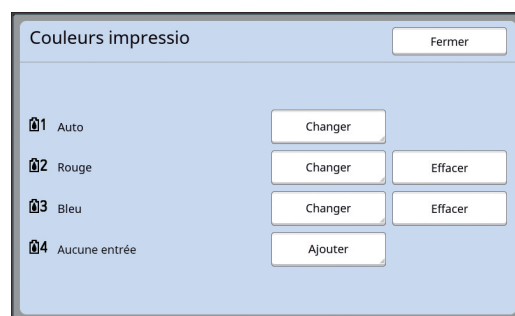 Couleurs impressio
Fermer
1 Auto Changer
2 Rouge Changer Effacer
3 Bleu Changer Effacer
4 Aucune entrée Ajouter